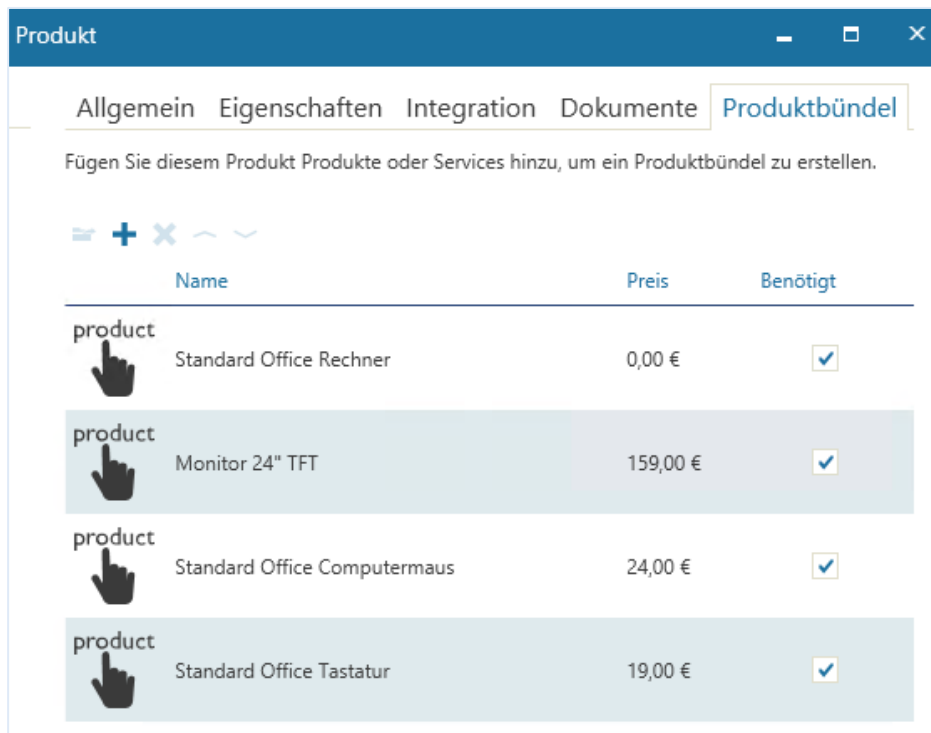 Produkt
Allgemein Eigenschaften Integration Dokumente Produktbündel
Fügen Sie diesem Produkt Produkte oder Services hinzu, um ein Produktbündel zu erstellen.
Name Preis Benötigt
product
Standard Office Rechner 0,00 €
product
Monitor 24" TFT 159,00 €
product
Standard Office Computermaus 24,00 €
product
Standard Office Tastatur 19,00 €